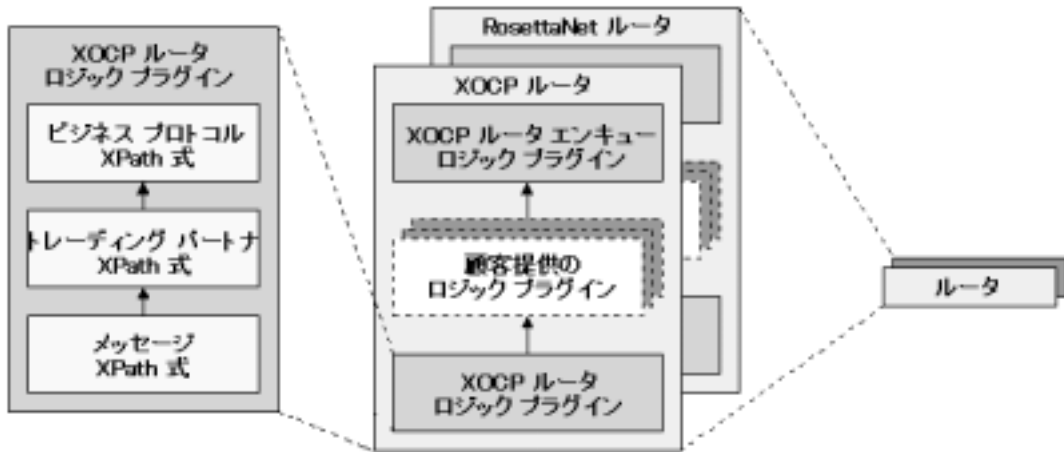 XOCP ルータ
ロジック プラグイン
ビジネス プロトコル
XPath 式
トレーディング パートナ
XPath 式
メッセージ
XPath 式
RosettaNet ルータ
XOCP ルータ
XOCP ルータ エンキュー
ロジック プラグイン
顧客提供の
ロジック プラグイン
XOCP ルータ
ロジック プラグイン
ルータ